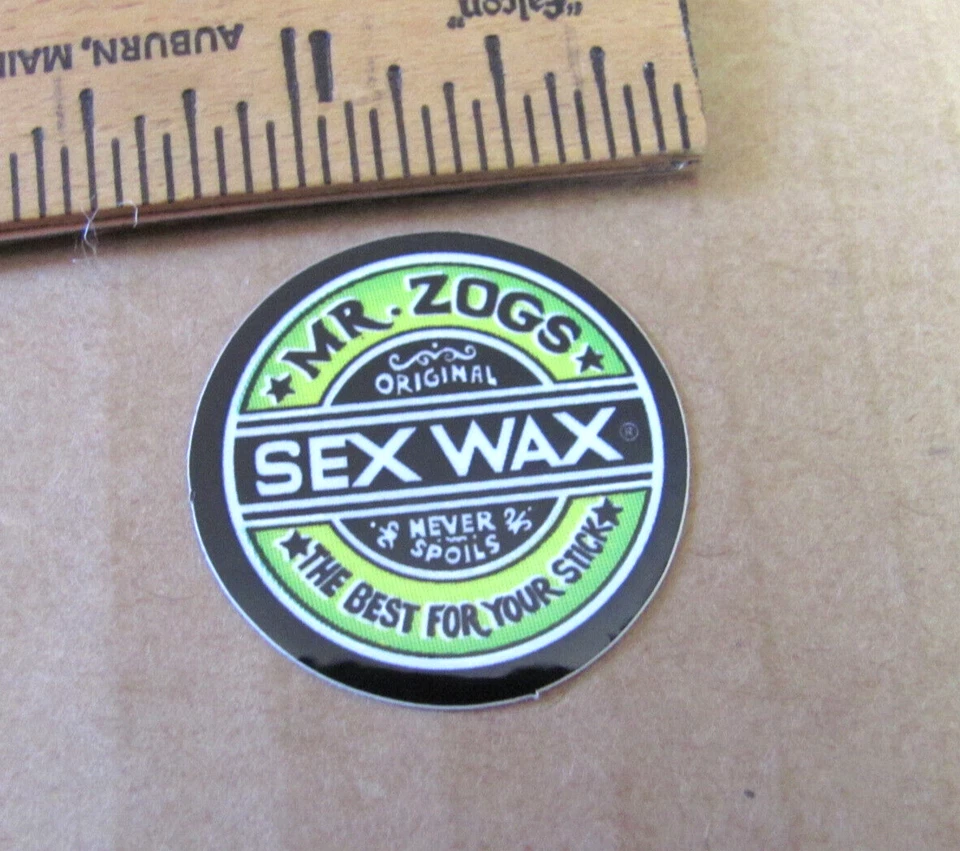 AUBURN, MAI
"Falcon"
MR. ZOGS
ORIGINAL
SEX WAX®
NEVER
SPOILS
THE BEST FOR YOUR STICK